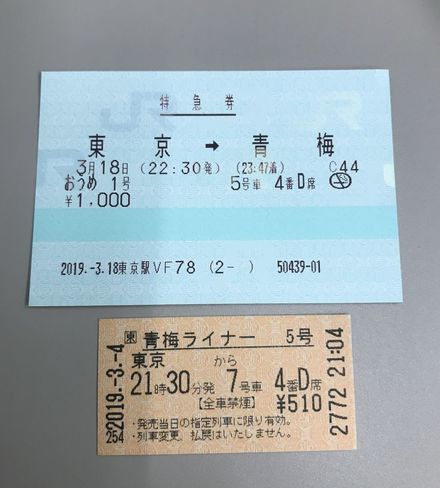 特急券
東京 → 青梅
3月18日 (22:30発) (23:47着) C44
おうめ 1号 5号車 4番D席
¥1,000
2019.-3.18東京駅VF78 (2- ) 50439-01
東 青梅ライナー 5号
東京 から
21時30分発 7号車 4番D席
【全車禁煙】 ¥510
・発売当日の指定列車に限り有効。
・列車変更、払戻はいたしません。
2019.-3.-4
254
2772 21:04